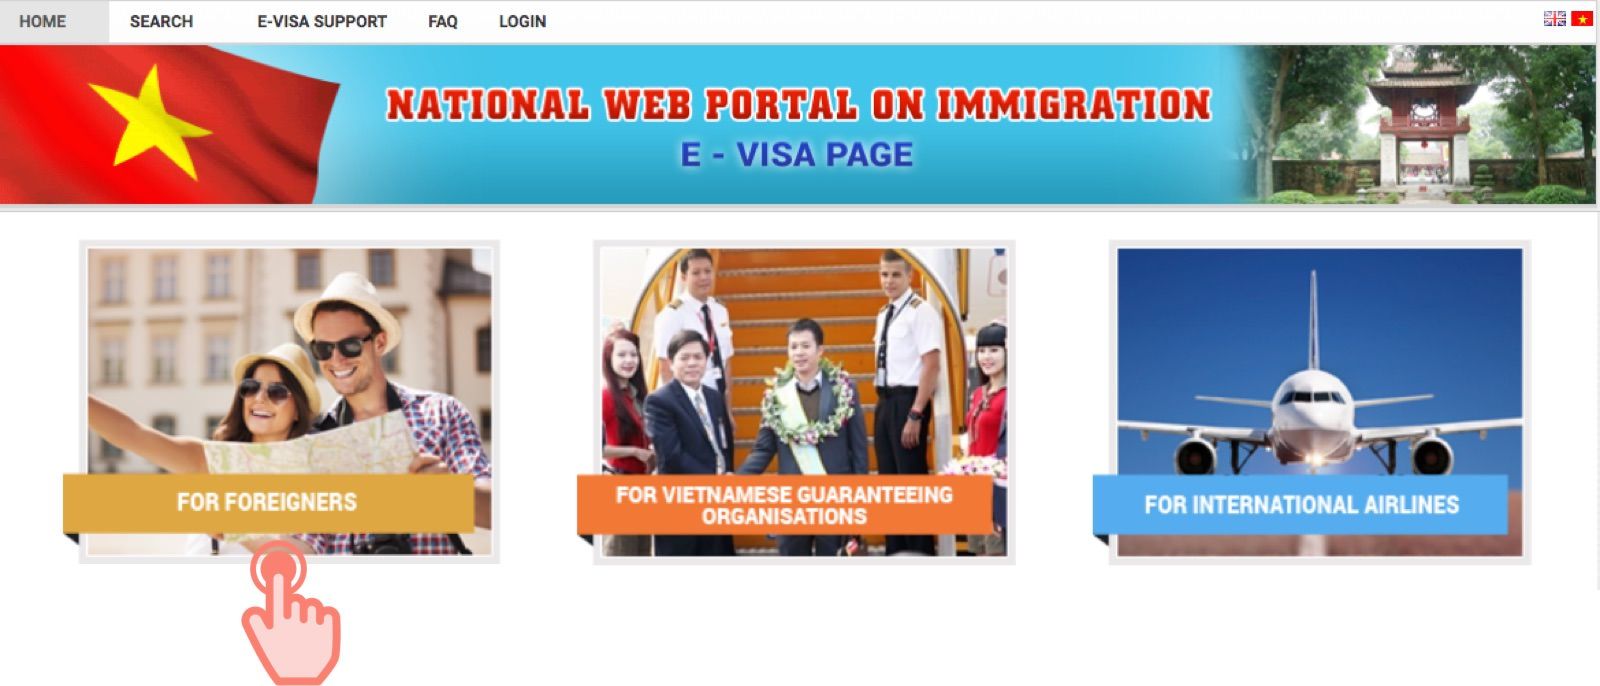 HOME SEARCH E-VISA SUPPORT FAQ LOGIN
NATIONAL WEB PORTAL ON IMMIGRATION
E - VISA PAGE
FOR FOREIGNERS
FOR VIETNAMESE GUARANTEEING
ORGANISATIONS
FOR INTERNATIONAL AIRLINES